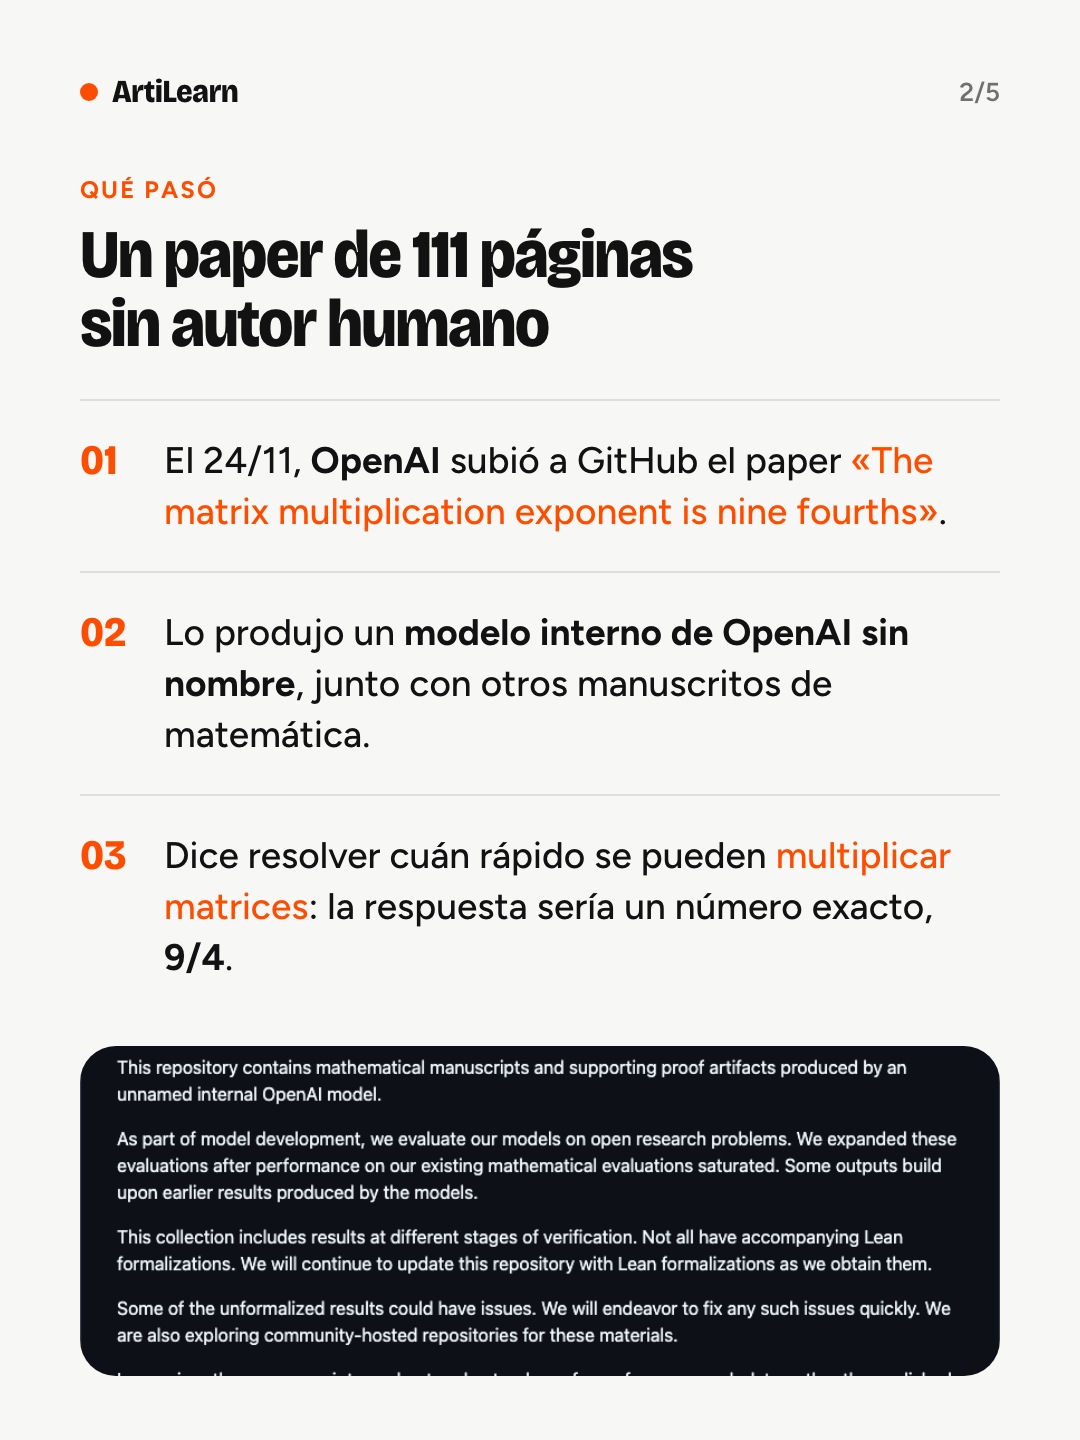 ArtiLearn
2/5
QUÉ PASÓ
Un paper de 111 páginas
sin autor humano
01
El 24/11, OpenAI subió a GitHub el paper «The
matrix multiplication exponent is nine fourths».
02
Lo produjo un modelo interno de OpenAI sin
nombre, junto con otros manuscritos de
matemática.
03
Dice resolver cuán rápido se pueden multiplicar
matrices: la respuesta sería un número exacto,
9/4.
This repository contains mathematical manuscripts and supporting proof artifacts produced by an
unnamed internal OpenAI model.
As part of model development, we evaluate our models on open research problems. We expanded these
evaluations after performance on our existing mathematical evaluations saturated. Some outputs build
upon earlier results produced by the models.
This collection includes results at different stages of verification. Not all have accompanying Lean
formalizations. We will continue to update this repository with Lean formalizations as we obtain them.
Some of the unformalized results could have issues. We will endeavor to fix any such issues quickly. We
are also exploring community-hosted repositories for these materials.